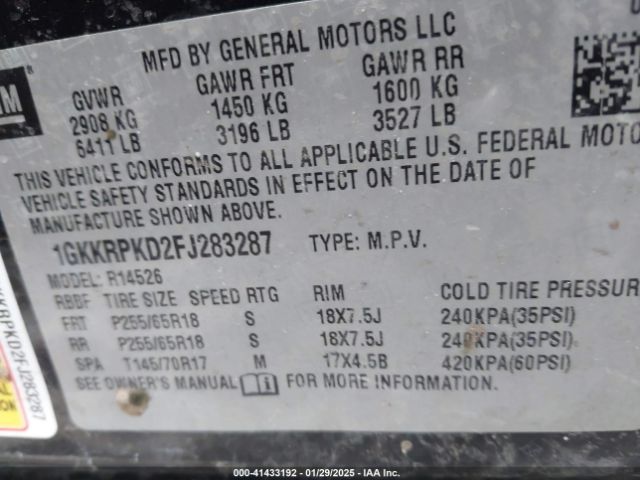 GM
®
MFD BY GENERAL MOTORS LLC
GVWR GAWR FRT GAWR RR
2908 KG 1450 KG 1600 KG
6411 LB 3196 LB 3527 LB
THIS VEHICLE CONFORMS TO ALL APPLICABLE U.S. FEDERAL MOTO
VEHICLE SAFETY STANDARDS IN EFFECT ON THE DATE OF
MANUFACTURE SHOWN ABOVE.
1GKKRPKD2FJ283287 TYPE: M.P.V.
MODEL: R14526
RBBF TIRE SIZE SPEED RTG RIM COLD TIRE PRESSUR
FRT P255/65R18 S 18X7.5J 240KPA(35PSI)
RR P255/65R18 S 18X7.5J 240KPA(35PSI)
SPA T145/70R17 M 17X4.5B 420KPA(60PSI)
SEE OWNER'S MANUAL FOR MORE INFORMATION.
KKRPKD2FJ283287
000-41433192 - 01/29/2025 - IAA Inc.